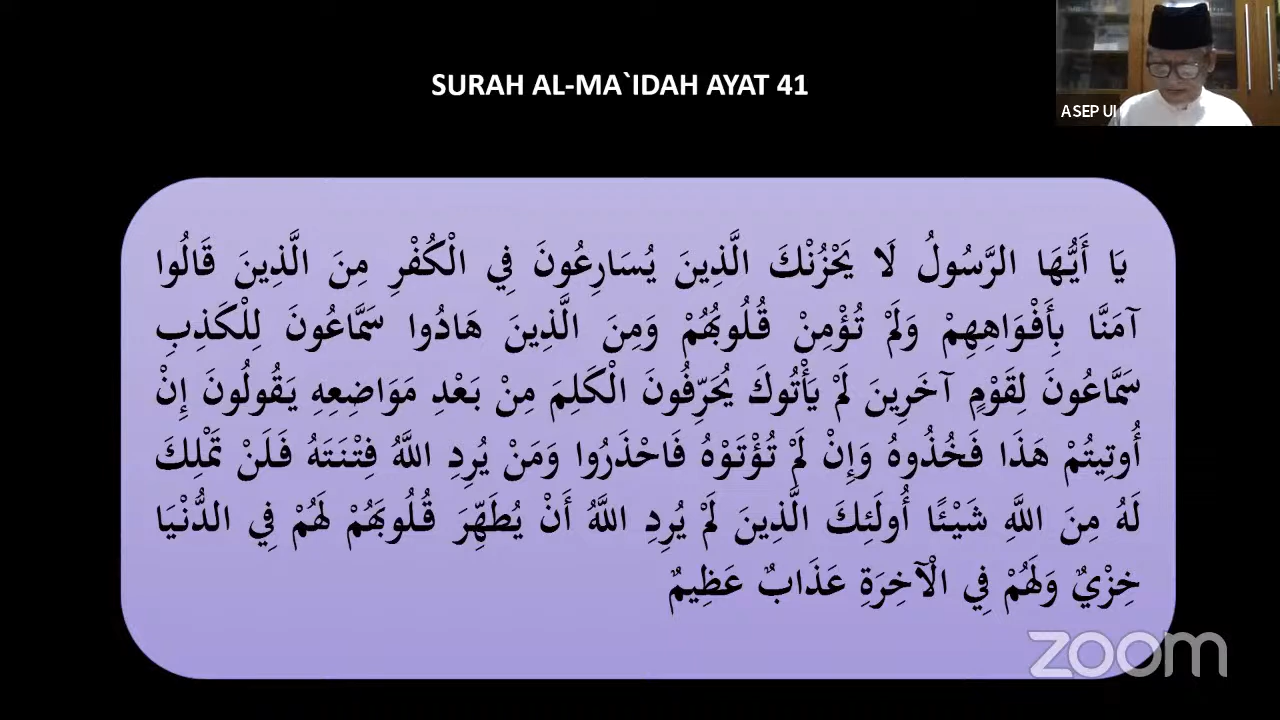 SURAH AL-MA`IDAH AYAT 41
ASEP UI
يَا أَيُّهَا الرَّسُولُ لَا يَحْزُنْكَ الَّذِينَ يُسَارِعُونَ فِي الْكُفْرِ مِنَ الَّذِينَ قَالُوا
آمَنَّا بِأَفْوَاهِهِمْ وَلَمْ تُؤْمِنْ قُلُوبُهُمْ وَمِنَ الَّذِينَ هَادُوا سَمَّاعُونَ لِلْكَذِبِ
سَمَّاعُونَ لِقَوْمٍ آخَرِينَ لَمْ يَأْتُوكَ يُحَرِّفُونَ الْكَلِمَ مِنْ بَعْدِ مَوَاضِعِهِ يَقُولُونَ إِنْ
أُوتِيتُمْ هَذَا فَخُذُوهُ وَإِنْ لَمْ تُؤْتَوْهُ فَاحْذَرُوا وَمَنْ يُرِدِ اللَّهُ فِتْنَتَهُ فَلَنْ تَمْلِكَ
لَهُ مِنَ اللَّهِ شَيْئًا أُولَئِكَ الَّذِينَ لَمْ يُرِدِ اللَّهُ أَنْ يُطَهِّرَ قُلُوبَهُمْ لَهُمْ فِي الدُّنْيَا
خِزْيٌ وَلَهُمْ فِي الْآخِرَةِ عَذَابٌ عَظِيمٌ
zoom